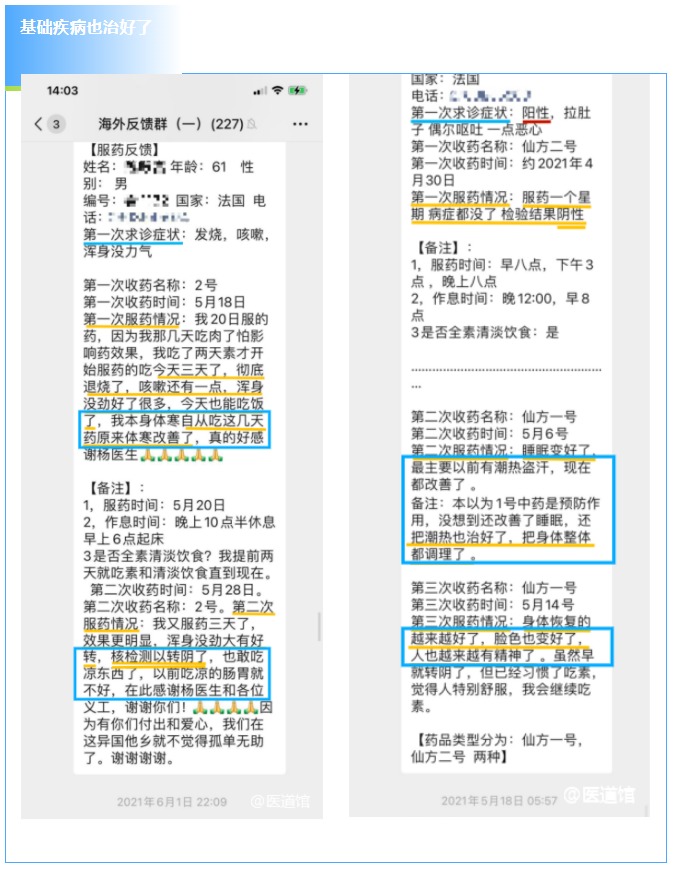 基础疾病也治好了
14:03
3
海外反馈群（一）(227)
【服药反馈】
姓名： 年龄：61 性
别： 男
编号： 国家：法国 电
话：
第一次求诊症状：发烧，咳嗽，
浑身没力气
第一次收药名称：2号
第一次收药时间：5月18日
第一次服药情况：我20日服的
药，因为我那几天吃肉了怕影
响药效果，我吃了两天素才开
始服药的吃今天三天了，彻底
退烧了，咳嗽还有一点，浑身
没劲好了很多，今天也能吃饭
了，我本身体寒自从吃这几天
药原来体寒改善了，真的好感
谢杨医生🙏🙏🙏🙏🙏
【备注】：
1，服药时间：5月20日
2，作息时间：晚上10点半休息
早上6点起床
3是否全素清淡饮食？我提前两
天就吃素和清淡饮食直到现在。
第二次收药时间：5月28日。
第二次收药名称：2号。第二次
服药情况：我又服药三天了，
效果更明显，浑身没劲大有好
转，核检测以转阴了，也敢吃
凉东西了，以前吃凉的肠胃就
不好，在此感谢杨医生和各位
义工，谢谢你们！🙏🙏🙏🙏因
为有你们付出和爱心，我们在
这异国他乡就不觉得孤单无助
了。谢谢谢谢。
2021年6月1日 22:09
@医道馆
国家：法国
电话：
第一次求诊症状：阳性，拉肚
子 偶尔呕吐 一点恶心
第一次收药名称：仙方二号
第一次收药时间：约2021年4
月30日
第一次服药情况：服药一个星
期 病症都没了 检验结果阴性
【备注】：
1，服药时间：早八点，下午3
点，晚上八点
2，作息时间：晚12:00，早8
点
3是否全素清淡饮食：是
......................................................
...
第二次收药名称：仙方一号
第二次收药时间：5月6号
第二次服药情况：睡眠变好了，
最主要以前有潮热盗汗，现在
都改善了。
备注：本以为1号中药是预防作
用，没想到还改善了睡眠，还
把潮热也治好了，把身体整体
都调理了。
第三次收药名称：仙方一号
第三次收药时间：5月14号
第三次服药情况：身体恢复的
越来越好了，脸色也变好了，
人也越来越有精神了。虽然早
就转阴了，但已经习惯了吃素，
觉得人特别舒服，我会继续吃
素。
【药品类型分为：仙方一号，
仙方二号 两种】
2021年5月18日 05:57
@医道馆